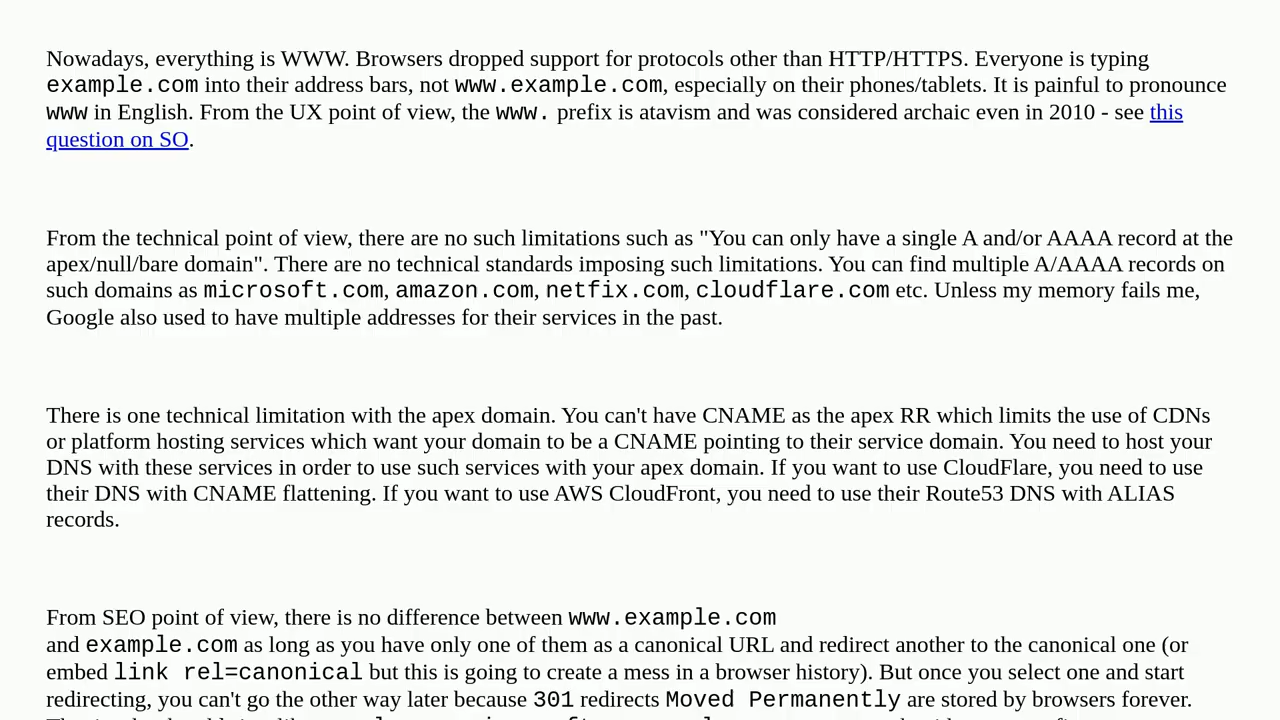 Nowadays, everything is WWW. Browsers dropped support for protocols other than HTTP/HTTPS. Everyone is typing
example.com into their address bars, not www.example.com, especially on their phones/tablets. It is painful to pronounce
www in English. From the UX point of view, the www. prefix is atavism and was considered archaic even in 2010 - see this
question on SO.
From the technical point of view, there are no such limitations such as "You can only have a single A and/or AAAA record at the
apex/null/bare domain". There are no technical standards imposing such limitations. You can find multiple A/AAAA records on
such domains as microsoft.com, amazon.com, netfix.com, cloudflare.com etc. Unless my memory fails me,
Google also used to have multiple addresses for their services in the past.
There is one technical limitation with the apex domain. You can't have CNAME as the apex RR which limits the use of CDNs
or platform hosting services which want your domain to be a CNAME pointing to their service domain. You need to host your
DNS with these services in order to use such services with your apex domain. If you want to use CloudFlare, you need to use
their DNS with CNAME flattening. If you want to use AWS CloudFront, you need to use their Route53 DNS with ALIAS
records.
From SEO point of view, there is no difference between www.example.com
and example.com as long as you have only one of them as a canonical URL and redirect another to the canonical one (or
embed link rel=canonical but this is going to create a mess in a browser history). But once you select one and start
redirecting, you can't go the other way later because 301 redirects Moved Permanently are stored by browsers forever.